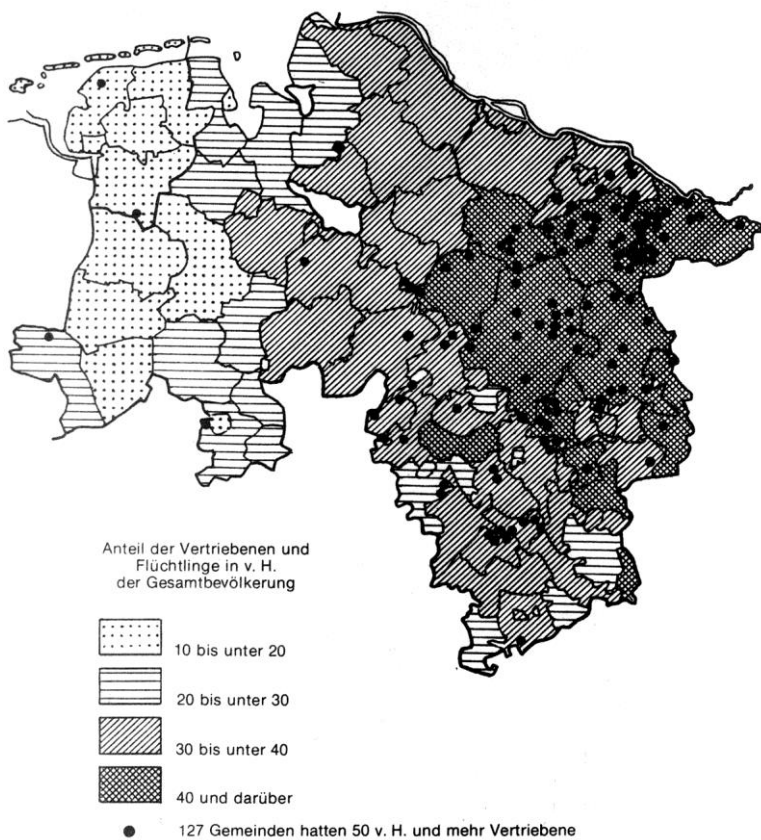 Anteil der Vertriebenen und
Flüchtlinge in v. H.
der Gesamtbevölkerung
10 bis unter 20
20 bis unter 30
30 bis unter 40
40 und darüber
127 Gemeinden hatten 50 v. H. und mehr Vertriebene